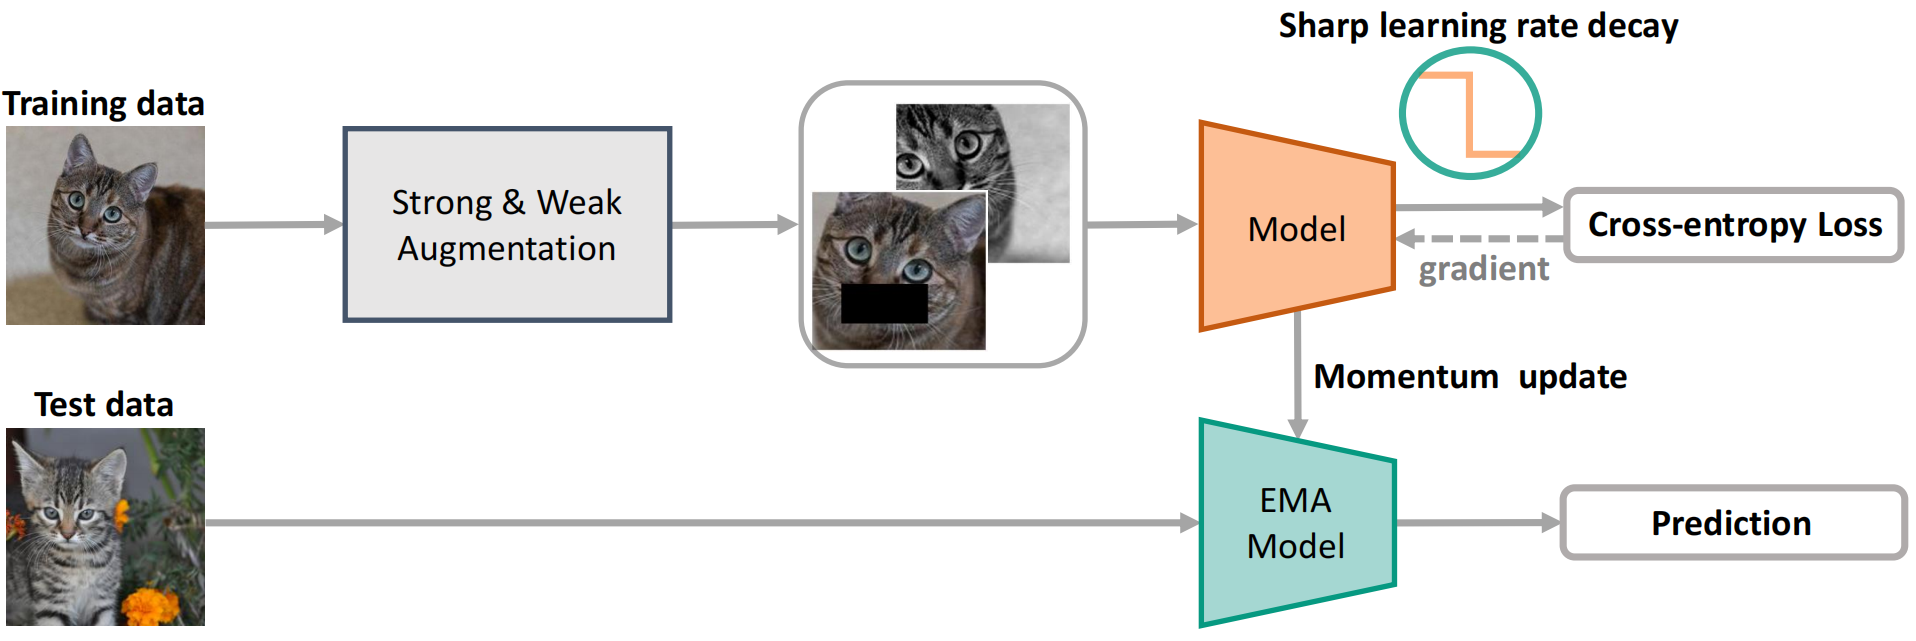 Sharp learning rate decay
Training data
Strong & Weak
Augmentation
Model
Cross-entropy Loss
gradient
Momentum update
Test data
EMA
Model
Prediction